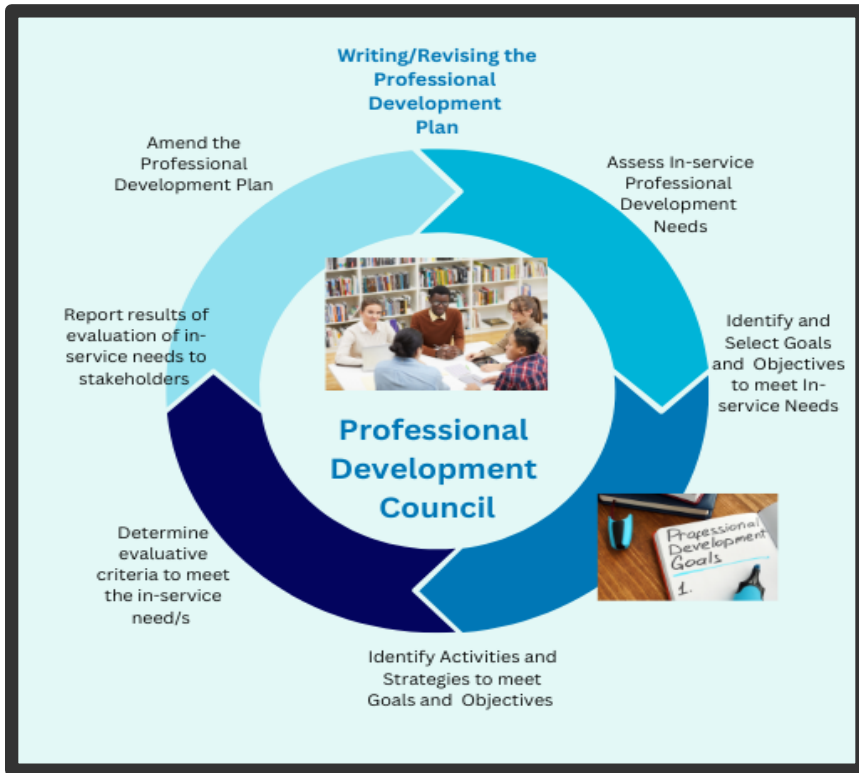 Writing/Revising the
Professional
Development
Plan
Assess In-service
Professional
Development
Needs
Identify and
Select Goals
and Objectives
to meet In-
service Needs
Professional
Development
Goals
1.
Identify Activities and
Strategies to meet
Goals and Objectives
Determine
evaluative
criteria to meet
the in-service
need/s
Report results of
evaluation of in-
service needs to
stakeholders
Amend the
Professional
Development Plan
Professional
Development
Council